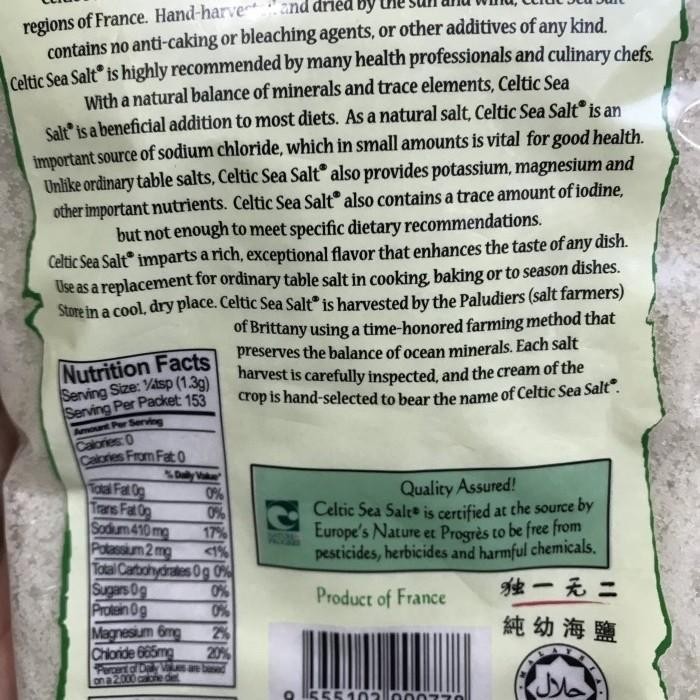 regions of France. Hand-harvested and dried by the sun and wind, Celtic Sea Salt®
contains no anti-caking or bleaching agents, or other additives of any kind.
Celtic Sea Salt® is highly recommended by many health professionals and culinary chefs.
With a natural balance of minerals and trace elements, Celtic Sea
Salt® is a beneficial addition to most diets. As a natural salt, Celtic Sea Salt® is an
important source of sodium chloride, which in small amounts is vital for good health.
Unlike ordinary table salts, Celtic Sea Salt® also provides potassium, magnesium and
other important nutrients. Celtic Sea Salt® also contains a trace amount of iodine,
but not enough to meet specific dietary recommendations.
Celtic Sea Salt® imparts a rich, exceptional flavor that enhances the taste of any dish.
Use as a replacement for ordinary table salt in cooking, baking or to season dishes.
Store in a cool, dry place. Celtic Sea Salt® is harvested by the Paludiers (salt farmers)
of Brittany using a time-honored farming method that
preserves the balance of ocean minerals. Each salt
harvest is carefully inspected, and the cream of the
crop is hand-selected to bear the name of Celtic Sea Salt®.
Nutrition Facts
Serving Size: ¼tsp (1.3g)
Serving Per Packet: 153
Amount Per Serving
Calories: 0
Calories From Fat: 0
% Daily Value*
Total Fat 0g 0%
Trans Fat 0g 0%
Sodium 410 mg 17%
Potassium 2 mg <1%
Total Carbohydrates 0 g 0%
Sugars 0g 0%
Protein 0g 0%
Magnesium 6mg 2%
Chloride 665mg 20%
*Percent of Daily Values are based
on a 2,000 calorie diet
Quality Assured!
Celtic Sea Salt® is certified at the source by
Europe's Nature et Progrès to be free from
pesticides, herbicides and harmful chemicals.
NATURE
PROGRES
Product of France
独一无二
純幼海鹽
MALAYSIA
حلال
9 555102 000779